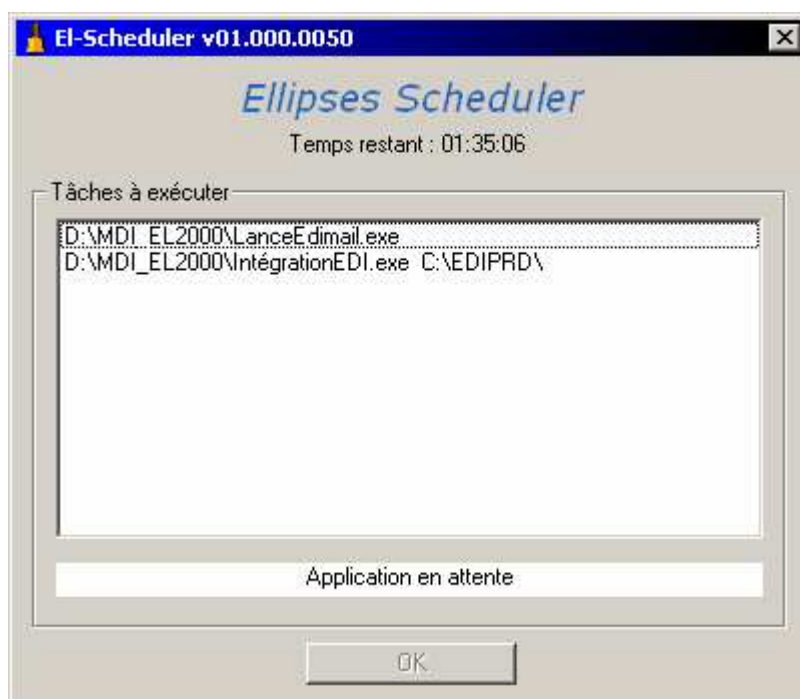 El-Scheduler v01.000.0050
Ellipses Scheduler
Temps restant : 01:35:06
Tâches à exécuter
D:\MDI_EL2000\LanceEdimail.exe
D:\MDI_EL2000\IntégrationEDI.exe C:\EDIPRD\
Application en attente
OK